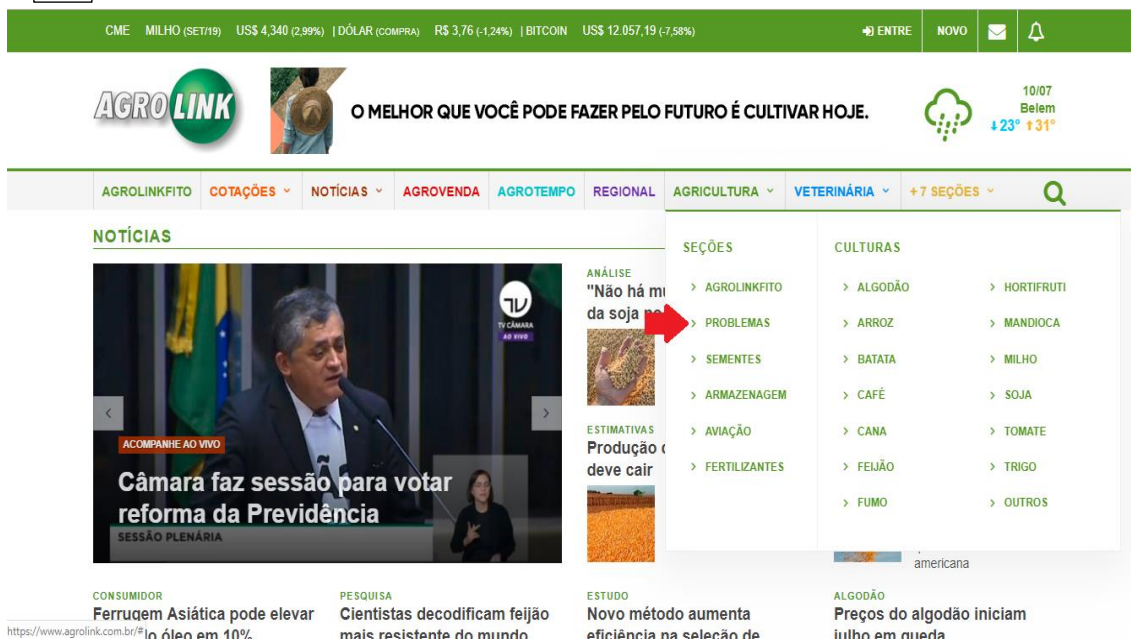 CME MILHO (SET/19) US$ 4,340 (2,99%) | DÓLAR (COMPRA) R$ 3,76 (-1,24%) | BITCOIN US$ 12.057,19 (-7,58%) ENTRE NOVO
AGROLINK
O MELHOR QUE VOCÊ PODE FAZER PELO FUTURO É CULTIVAR HOJE.
10/07
Belem
23° 31°
AGROLINKFITO COTAÇÕES NOTÍCIAS AGROVENDA AGROTEMPO REGIONAL AGRICULTURA VETERINÁRIA +7 SEÇÕES
NOTÍCIAS
TV CÂMARA
AO VIVO
ACOMPANHE AO VIVO
Câmara faz sessão para votar
reforma da Previdência
SESSÃO PLENÁRIA
ANÁLISE
"Não há
da soja
ESTIMATIVAS
Produção
deve cair
SEÇÕES
AGROLINKFITO
PROBLEMAS
SEMENTES
ARMAZENAGEM
AVIAÇÃO
FERTILIZANTES
CULTURAS
ALGODÃO
ARROZ
BATATA
CAFÉ
CANA
FEIJÃO
FUMO
HORTIFRUTI
MANDIOCA
MILHO
SOJA
TOMATE
TRIGO
OUTROS
americana
CONSUMIDOR
Ferrugem Asiática pode elevar
óleo em 10%
PESQUISA
Cientistas decodificam feijão
mais resistente do mundo
ESTUDO
Novo método aumenta
eficiência na seleção de
ALGODÃO
Preços do algodão iniciam
julho em queda
https://www.agrolink.com.br/#